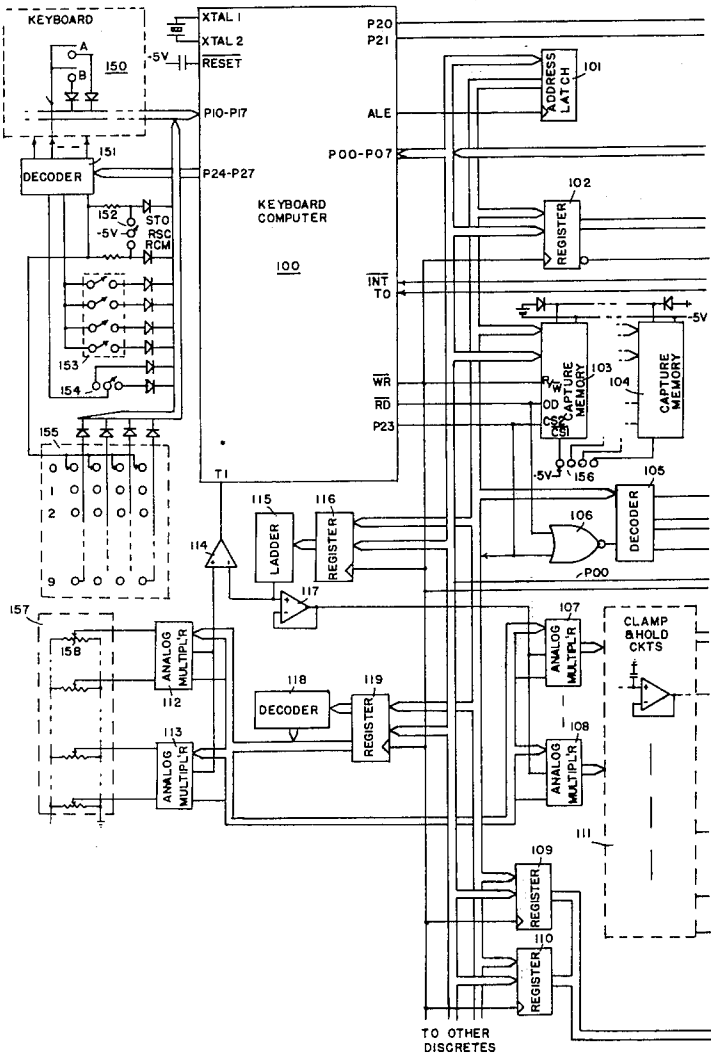 KEYBOARD
150
A
B
XTAL 1
XTAL 2
-5V
RESET
P10-P17
P24-P27
P20
P21
ALE
P00-P07
KEYBOARD
COMPUTER
100
INT
TO
WR
RD
P23
T1
151
DECODER
152
STO
-5V
RSC
RCM
153
154
155
0
1
2
9
157
158
ADDRESS
LATCH
101
102
REGISTER
-5V
R/W
OD
CS2
CS1
CAPTURE
MEMORY
103
104
CAPTURE
MEMORY
-5V
156
105
DECODER
106
P00
114
115
LADDER
116
REGISTER
117
118
DECODER
119
REGISTER
ANALOG
MULTIPL'R
112
113
ANALOG
MULTIPL'R
107
ANALOG
MULTIPL'R
108
ANALOG
MULTIPL'R
CLAMP
&HOLD
CKTS
111
109
REGISTER
110
REGISTER
TO OTHER
DISCRETES